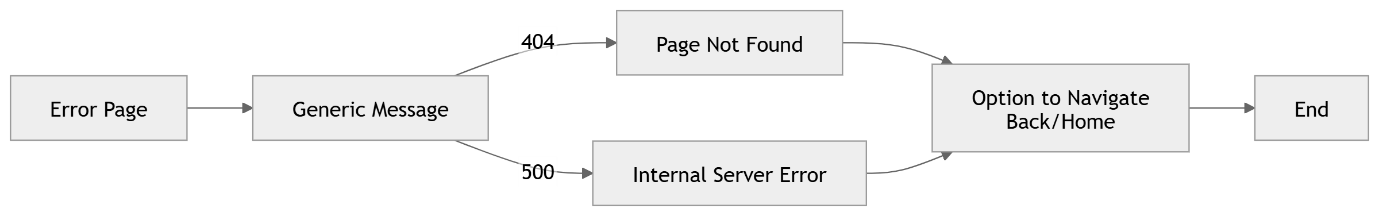 Error Page
Generic Message
404
Page Not Found
500
Internal Server Error
Option to Navigate
Back/Home
End